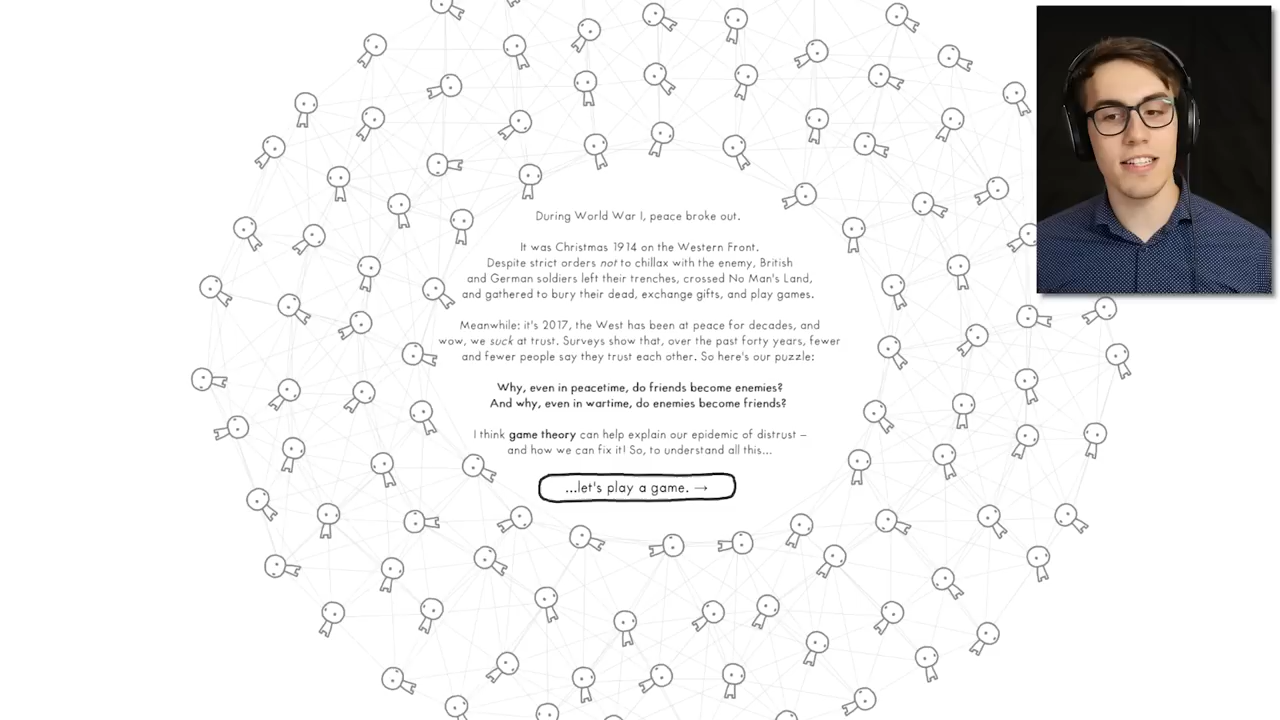 During World War I, peace broke out.
It was Christmas 1914 on the Western Front.
Despite strict orders not to chillax with the enemy, British
and German soldiers left their trenches, crossed No Man's Land,
and gathered to bury their dead, exchange gifts, and play games.
Meanwhile: it's 2017, the West has been at peace for decades, and
wow, we suck at trust. Surveys show that, over the past forty years, fewer
and fewer people say they trust each other. So here's our puzzle:
Why, even in peacetime, do friends become enemies?
And why, even in wartime, do enemies become friends?
I think game theory can help explain our epidemic of distrust –
and how we can fix it! So, to understand all this...
...let's play a game. →